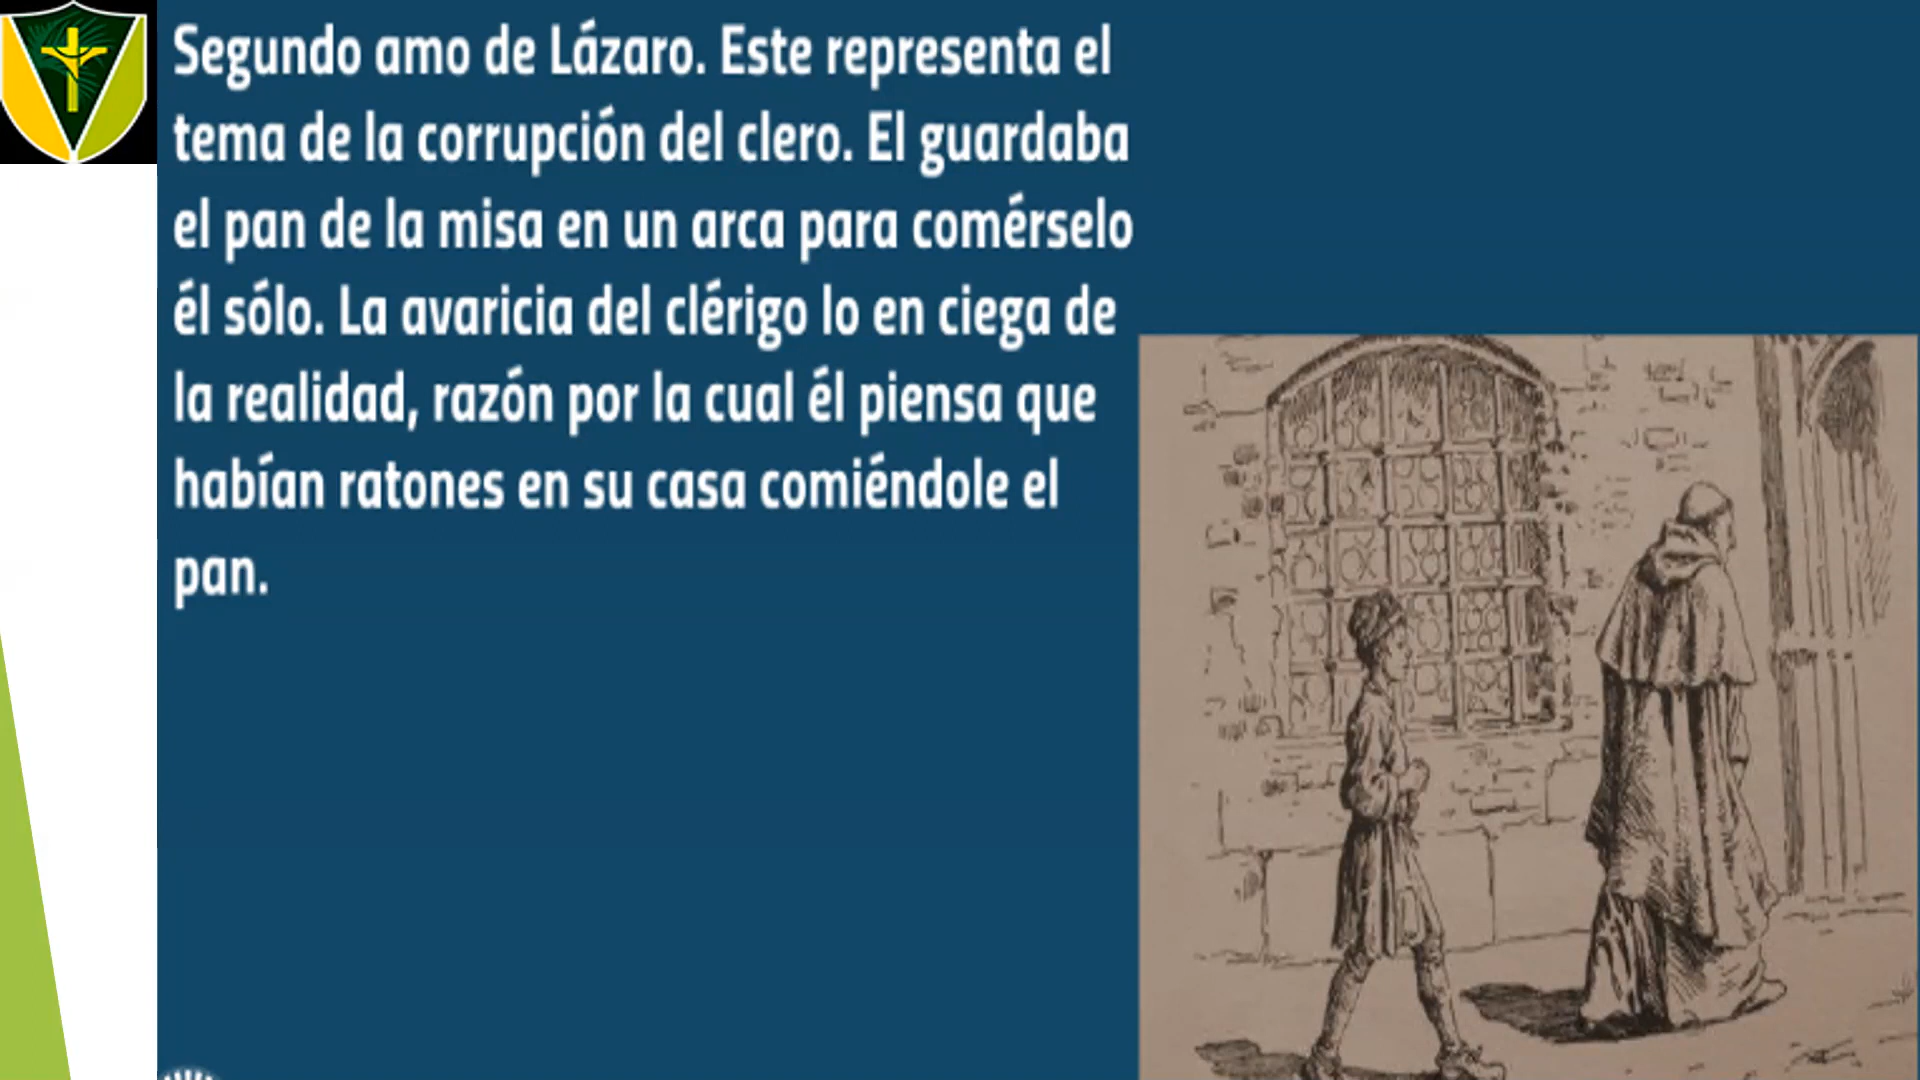 Segundo amo de Lázaro. Este representa el
tema de la corrupción del clero. El guardaba
el pan de la misa en un arca para comérselo
él sólo. La avaricia del clérigo lo en ciega de
la realidad, razón por la cual él piensa que
habían ratones en su casa comiéndole el
pan.